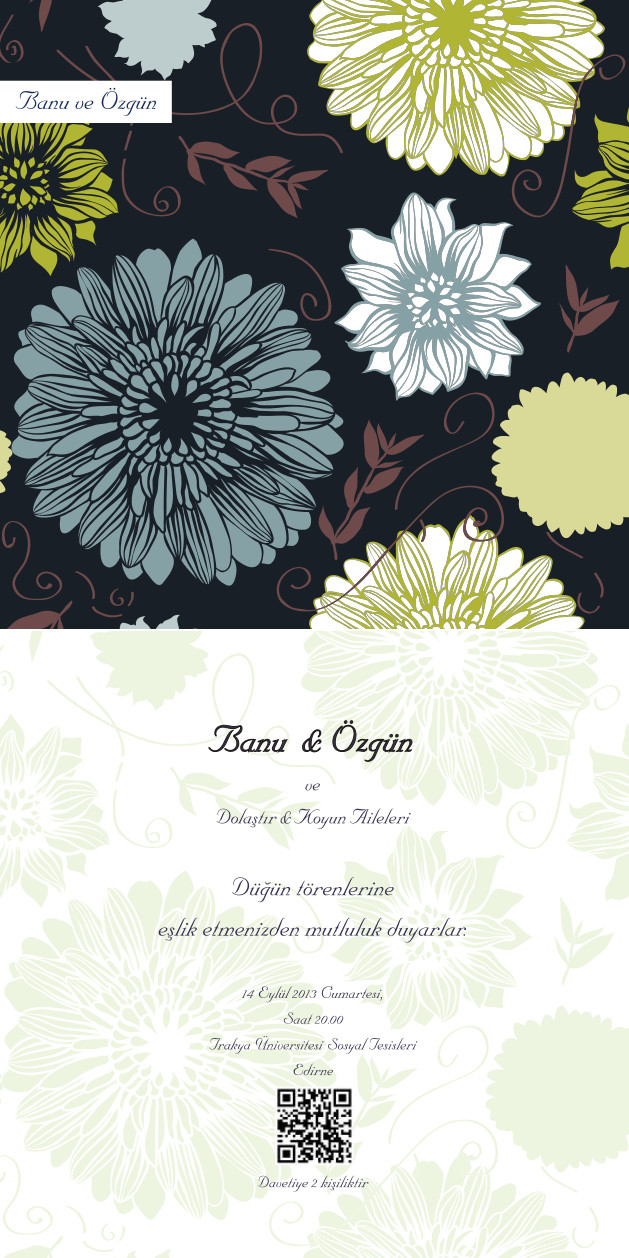 Banu ve Özgün
Banu & Özgün
ve
Dolaştır & Koyun Aileleri
Düğün törenlerine
eşlik etmenizden mutluluk duyarlar.
14 Eylül 2013 Cumartesi,
Saat 20.00
Trakya Üniversitesi Sosyal Tesisleri
Edirne
Davetiye 2 kişiliktir